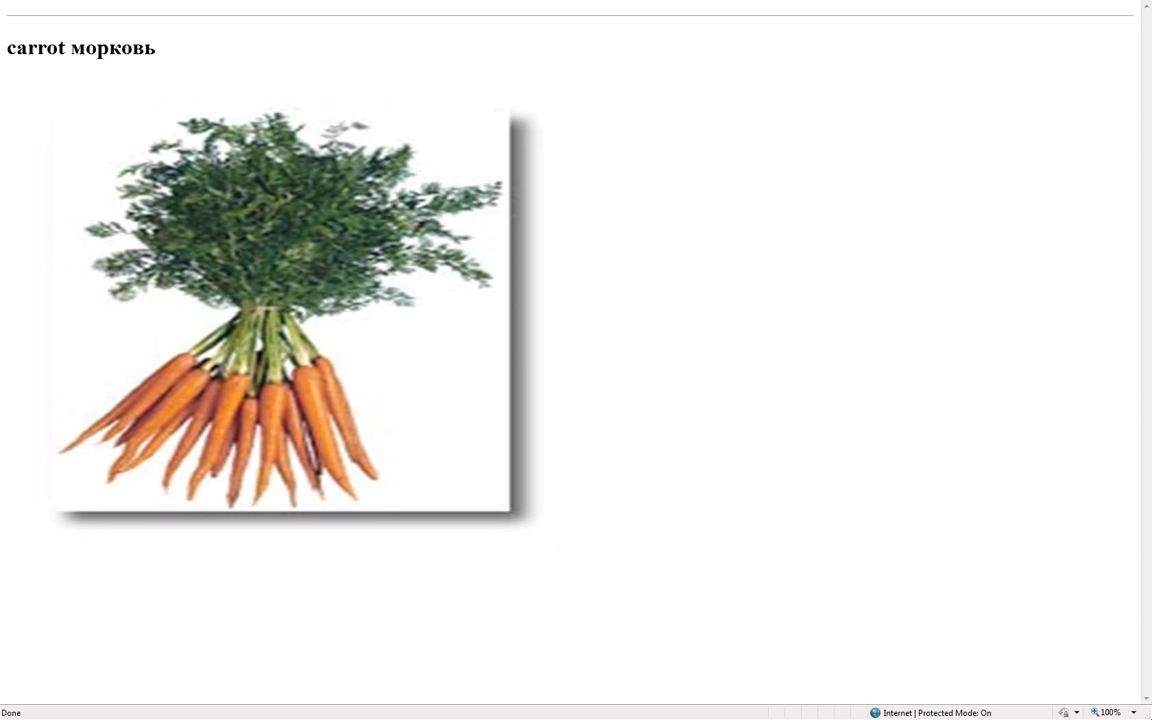 carrot морковь
Done
Internet | Protected Mode: On
100%